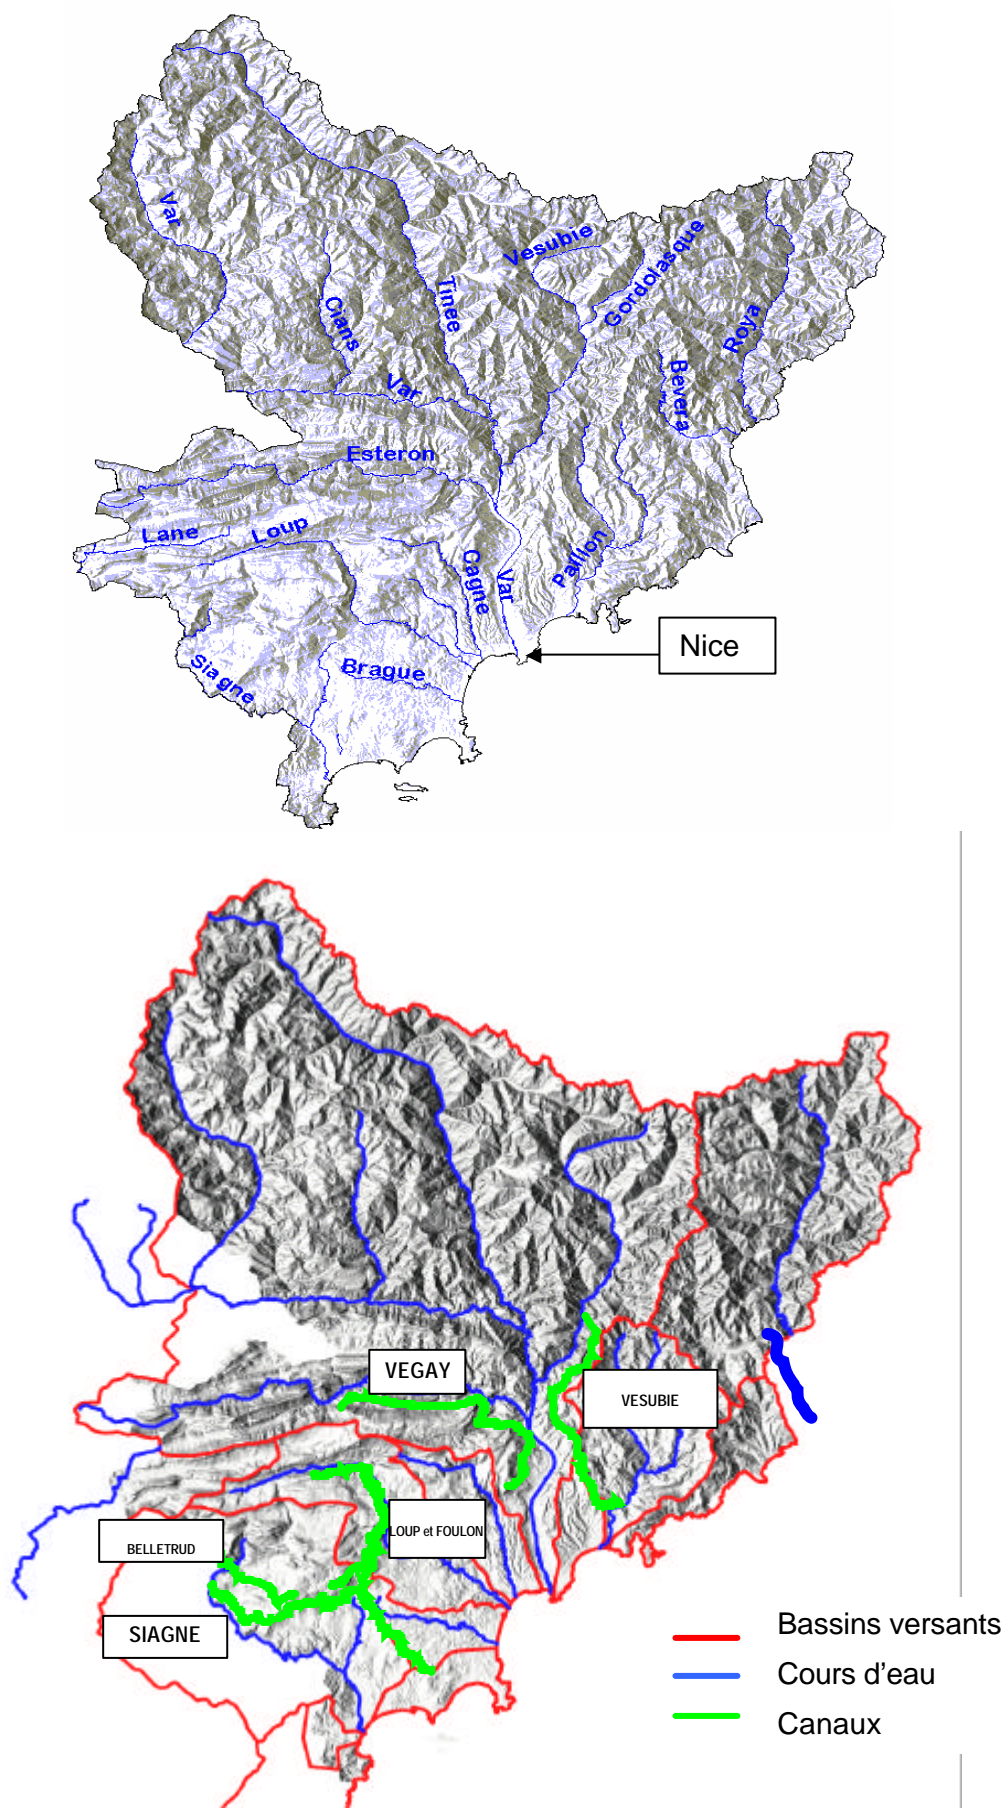 Var
Vesubie
Gordolasque
Tinee
Cians
Roya
Bevera
Var
Esteron
Lane
Loup
Cagne
Var
Paillon
Nice
Siagne
Brague
VEGAY
VESUBIE
LOUP et FOULON
BELLETRUD
SIAGNE
Bassins versants
Cours d'eau
Canaux